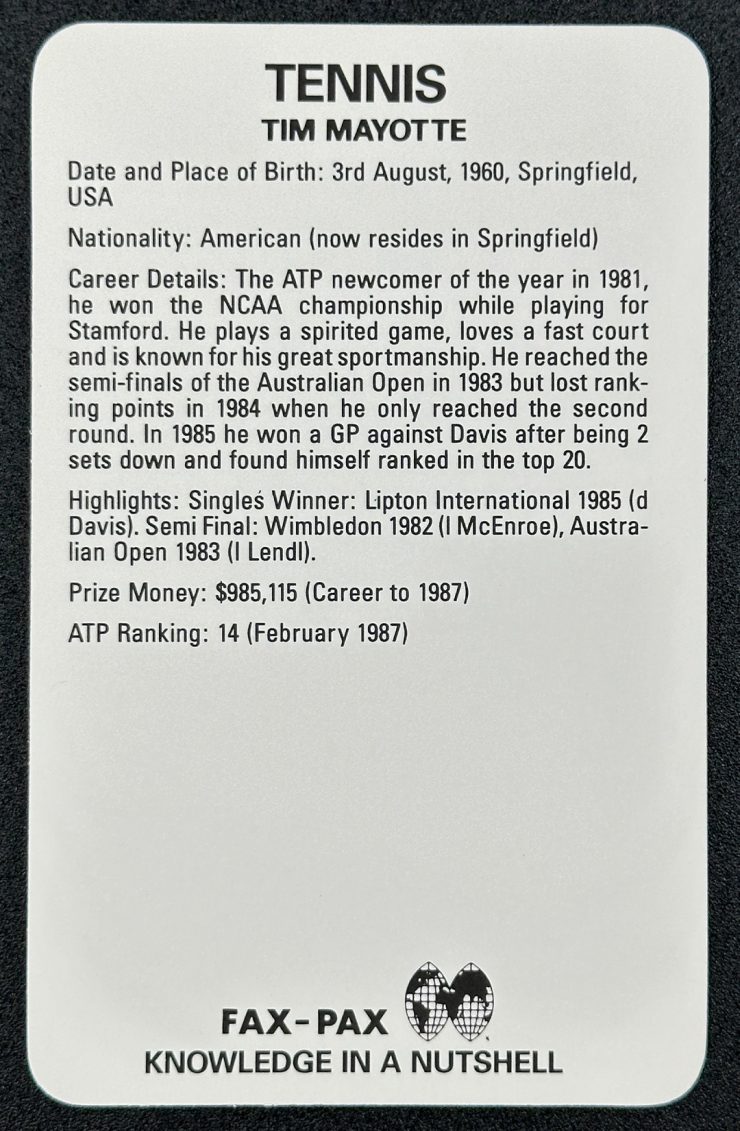 TENNIS
TIM MAYOTTE
Date and Place of Birth: 3rd August, 1960, Springfield,
USA
Nationality: American (now resides in Springfield)
Career Details: The ATP newcomer of the year in 1981,
he won the NCAA championship while playing for
Stamford. He plays a spirited game, loves a fast court
and is known for his great sportmanship. He reached the
semi-finals of the Australian Open in 1983 but lost rank-
ing points in 1984 when he only reached the second
round. In 1985 he won a GP against Davis after being 2
sets down and found himself ranked in the top 20.
Highlights: Singleś Winner: Lipton International 1985 (d
Davis). Semi Final: Wimbledon 1982 (l McEnroe), Austra-
lian Open 1983 (l Lendl).
Prize Money: $985,115 (Career to 1987)
ATP Ranking: 14 (February 1987)
FAX-PAX
KNOWLEDGE IN A NUTSHELL